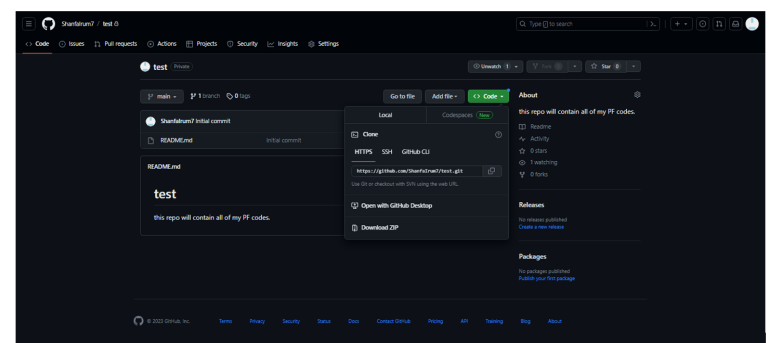 Shanfalrum7 / test
Type / to search
Code Issues Pull requests Actions Projects Security Insights Settings
test Private
Unwatch 1 Fork 0 Star 0
main 1 branch 0 tags
Go to file Add file Code
About
this repo will contain all of my PF codes.
Readme
Activity
0 stars
1 watching
0 forks
Shanfalrum7 Initial commit
README.md Initial commit
Local Codespaces New
Clone
HTTPS SSH GitHub CLI
https://github.com/ShanfaIrum7/test.git
Use Git or checkout with SVN using the web URL.
Open with GitHub Desktop
Download ZIP
README.md
test
this repo will contain all of my PF codes.
Releases
No releases published
Create a new release
Packages
No packages published
Publish your first package
© 2023 GitHub, Inc. Terms Privacy Security Status Docs Contact GitHub Pricing API Training Blog About